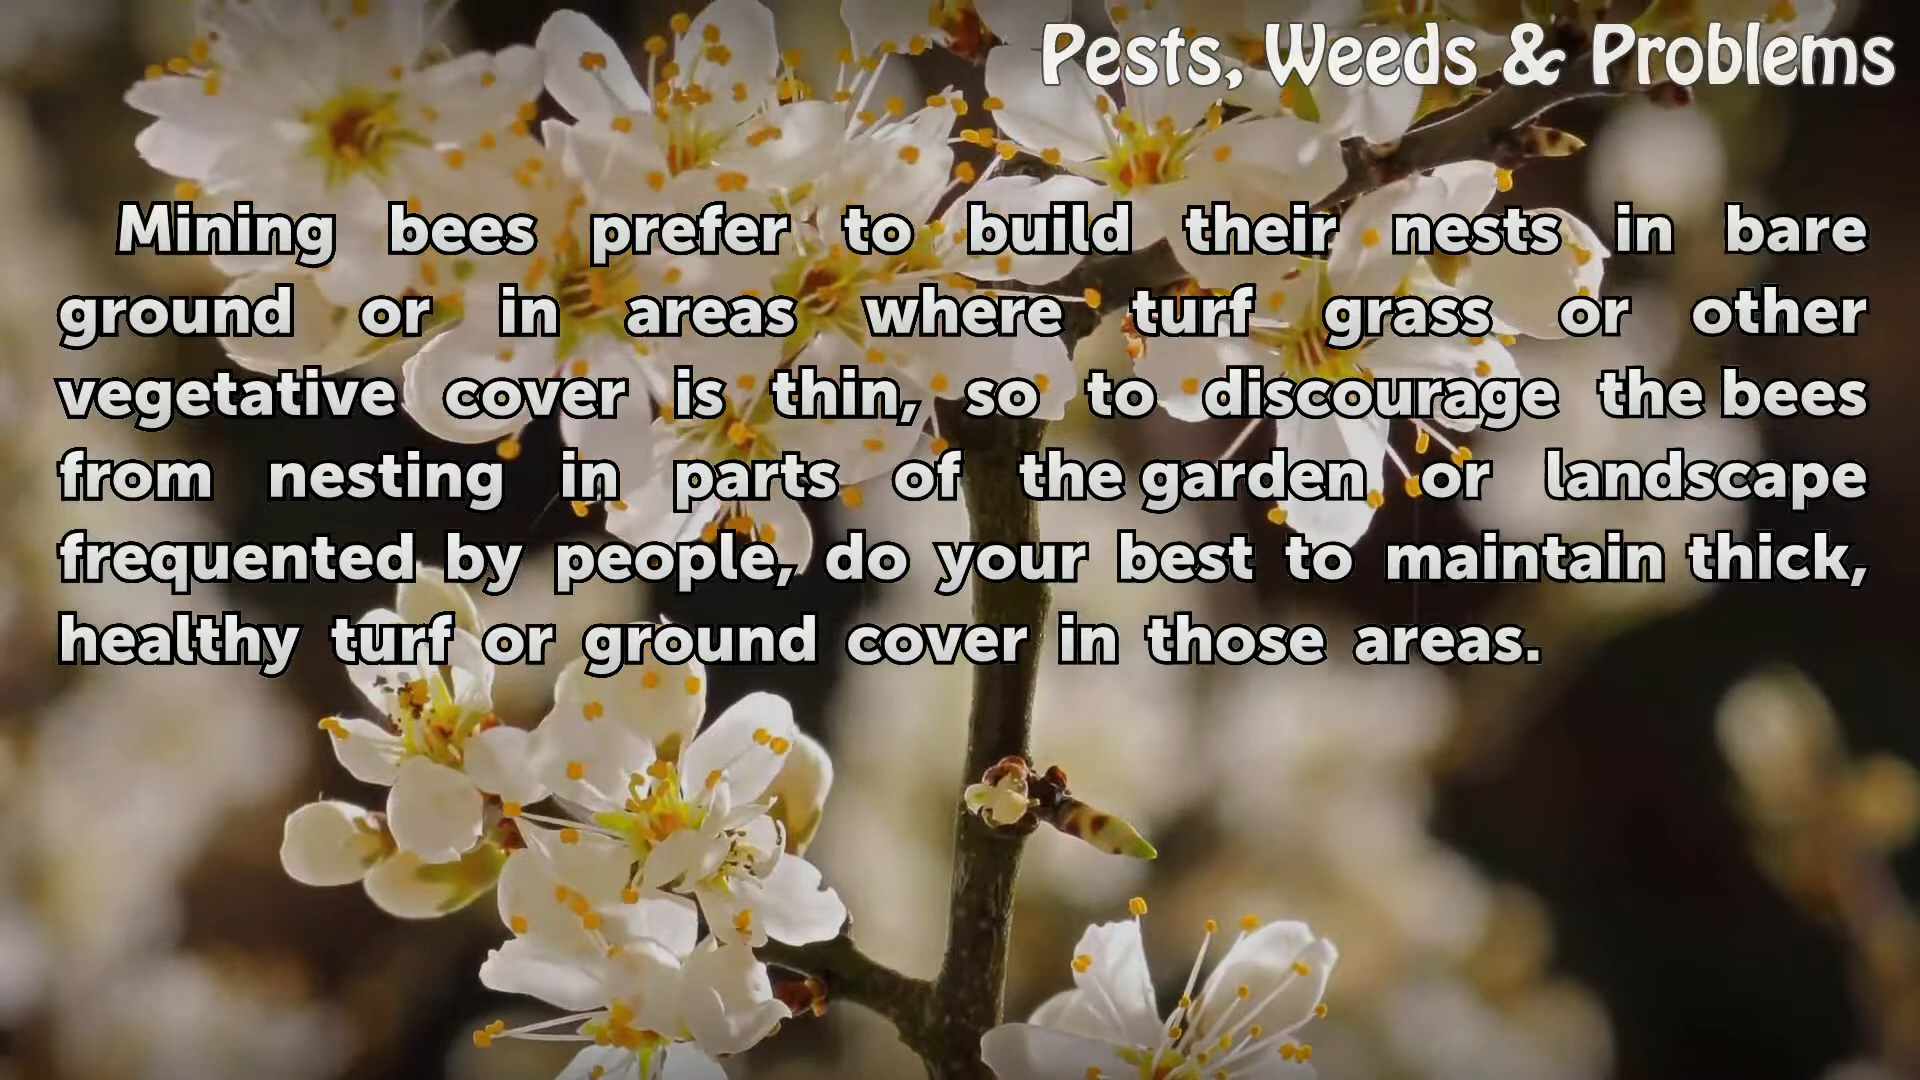 Pests, Weeds & Problems
Mining bees prefer to build their nests in bare
ground or in areas where turf grass or other
vegetative cover is thin, so to discourage the bees
from nesting in parts of the garden or landscape
frequented by people, do your best to maintain thick,
healthy turf or ground cover in those areas.